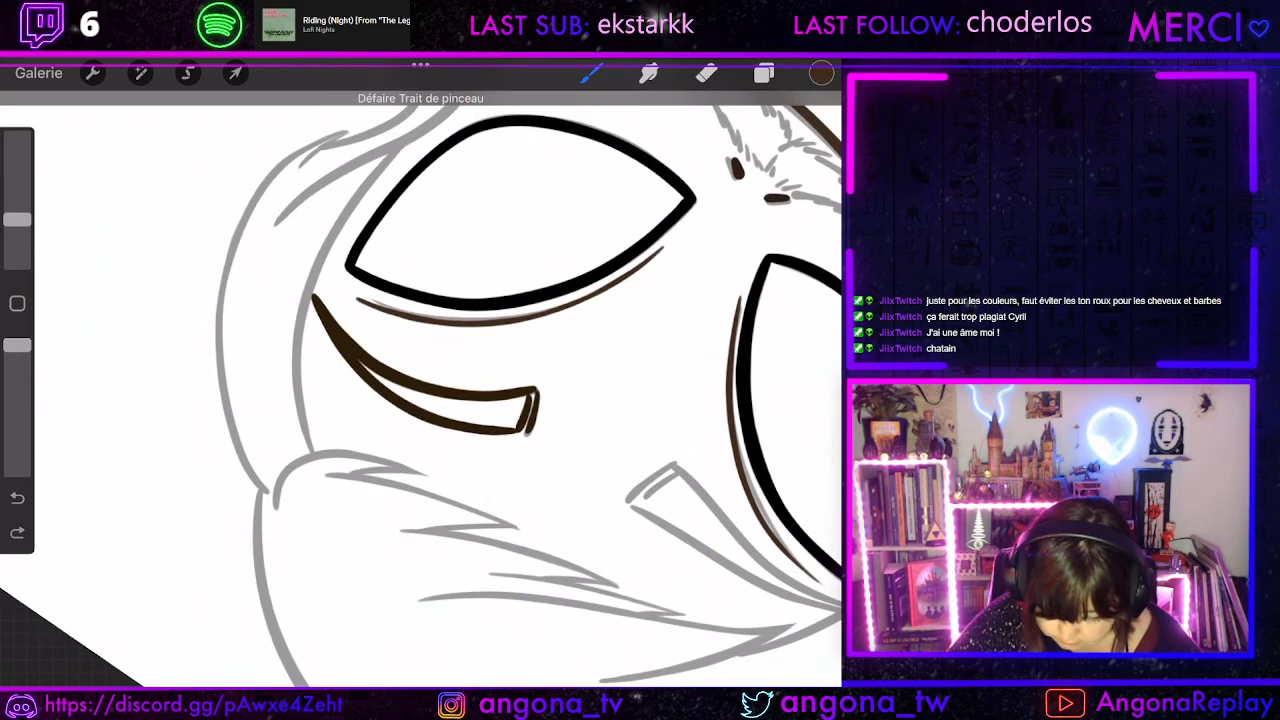 6
Riding (Night) [From "The Leg
Lofi Nights
LAST SUB: ekstarkk
LAST FOLLOW: choderlos
MERCI
Galerie
Défaire Trait de pinceau
JiixTwitch juste pour les couleurs, faut éviter les ton roux pour les cheveux et barbes
JiixTwitch ça ferait trop plagiat Cyril
JiixTwitch J'ai une âme moi !
JiixTwitch chatain
https://discord.gg/pAwxe4Zeht
angona_tv
angona_tw
AngonaReplay